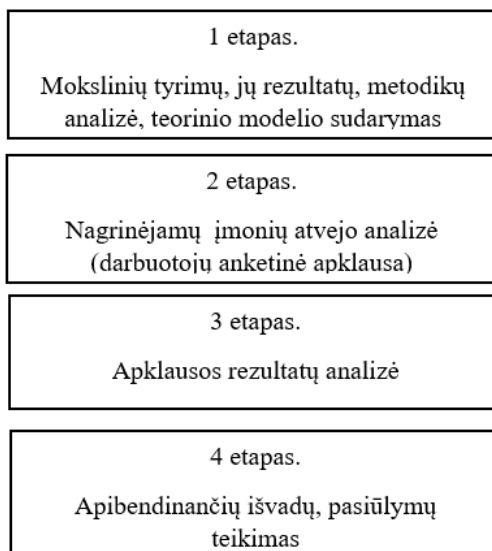 1 etapas.
Mokslinių tyrimų, jų rezultatų, metodikų
analizė, teorinio modelio sudarymas
2 etapas.
Nagrinėjamų įmonių atvejo analizė
(darbuotojų anketinė apklausa)
3 etapas.
Apklausos rezultatų analizė
4 etapas.
Apibendinančių išvadų, pasiūlymų
teikimas